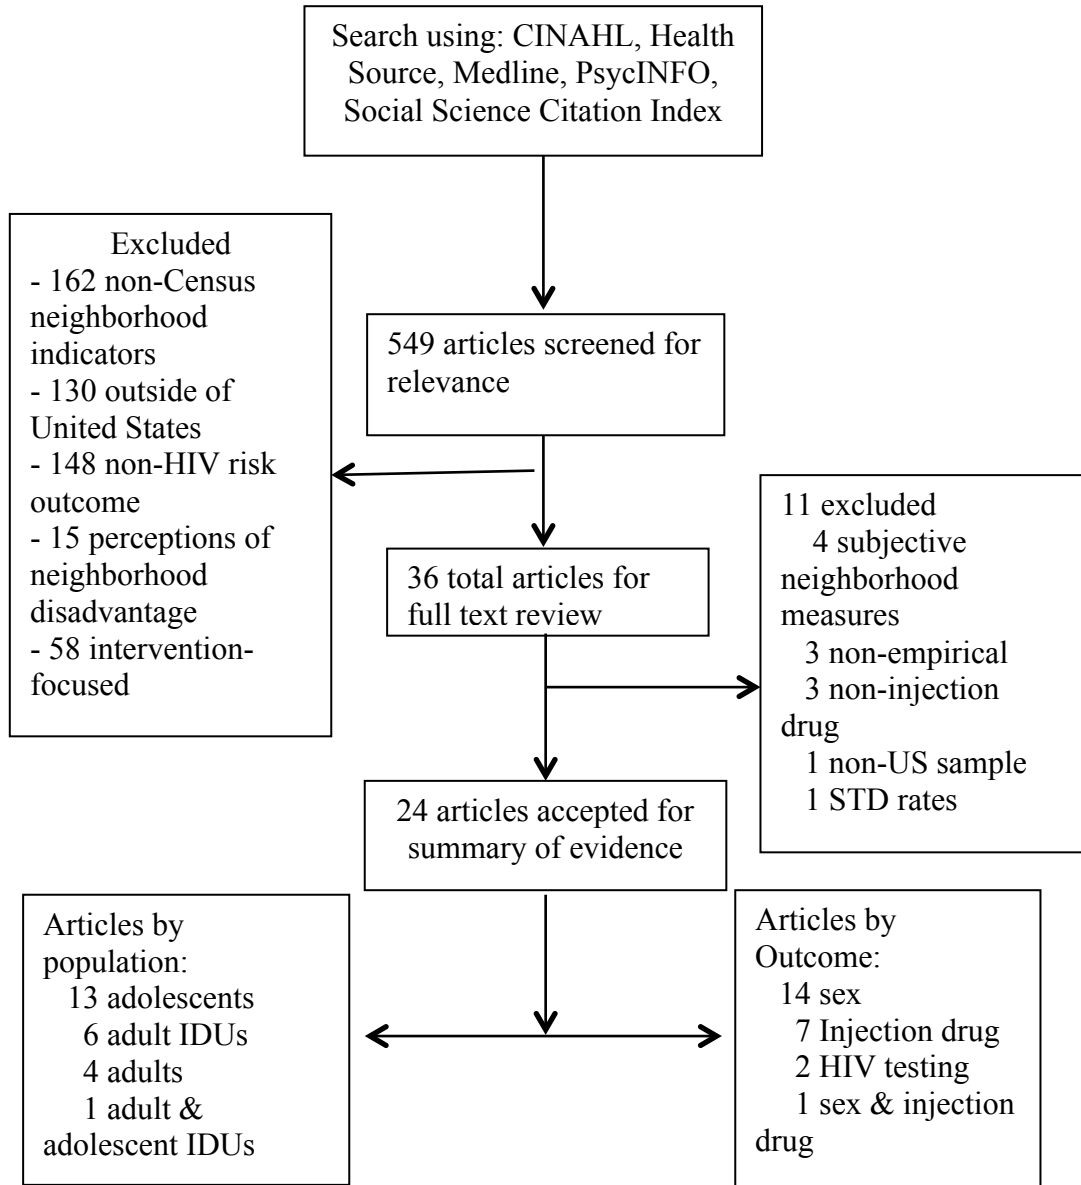 Search using: CINAHL, Health
Source, Medline, PsycINFO,
Social Science Citation Index
Excluded
- 162 non-Census
neighborhood
indicators
- 130 outside of
United States
- 148 non-HIV risk
outcome
- 15 perceptions of
neighborhood
disadvantage
- 58 intervention-
focused
549 articles screened for
relevance
36 total articles for
full text review
11 excluded
4 subjective
neighborhood
measures
3 non-empirical
3 non-injection
drug
1 non-US sample
1 STD rates
24 articles accepted for
summary of evidence
Articles by
population:
13 adolescents
6 adult IDUs
4 adults
1 adult &
adolescent IDUs
Articles by
Outcome:
14 sex
7 Injection drug
2 HIV testing
1 sex & injection
drug